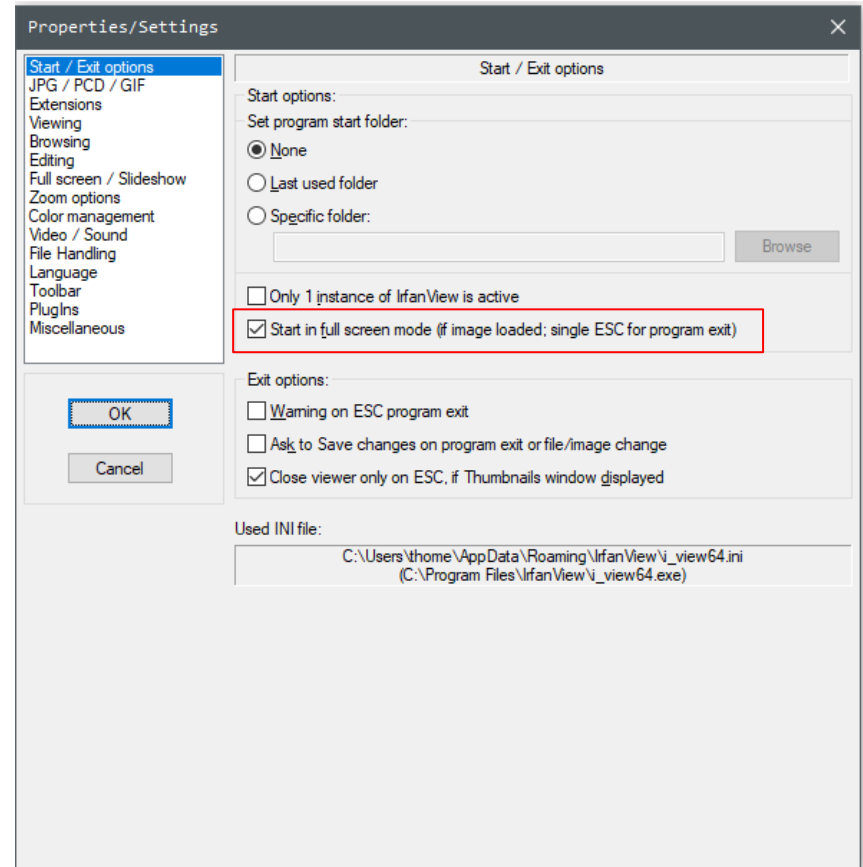 Properties/Settings
Start / Exit options
JPG / PCD / GIF
Extensions
Viewing
Browsing
Editing
Full screen / Slideshow
Zoom options
Color management
Video / Sound
File Handling
Language
Toolbar
PlugIns
Miscellaneous
OK
Cancel
Start / Exit options
Start options:
Set program start folder:
None
Last used folder
Specific folder:
Browse
Only 1 instance of IrfanView is active
Start in full screen mode (if image loaded; single ESC for program exit)
Exit options:
Warning on ESC program exit
Ask to Save changes on program exit or file/image change
Close viewer only on ESC, if Thumbnails window displayed
Used INI file:
C:\Users\thome\AppData\Roaming\IrfanView\i_view64.ini
(C:\Program Files\IrfanView\i_view64.exe)